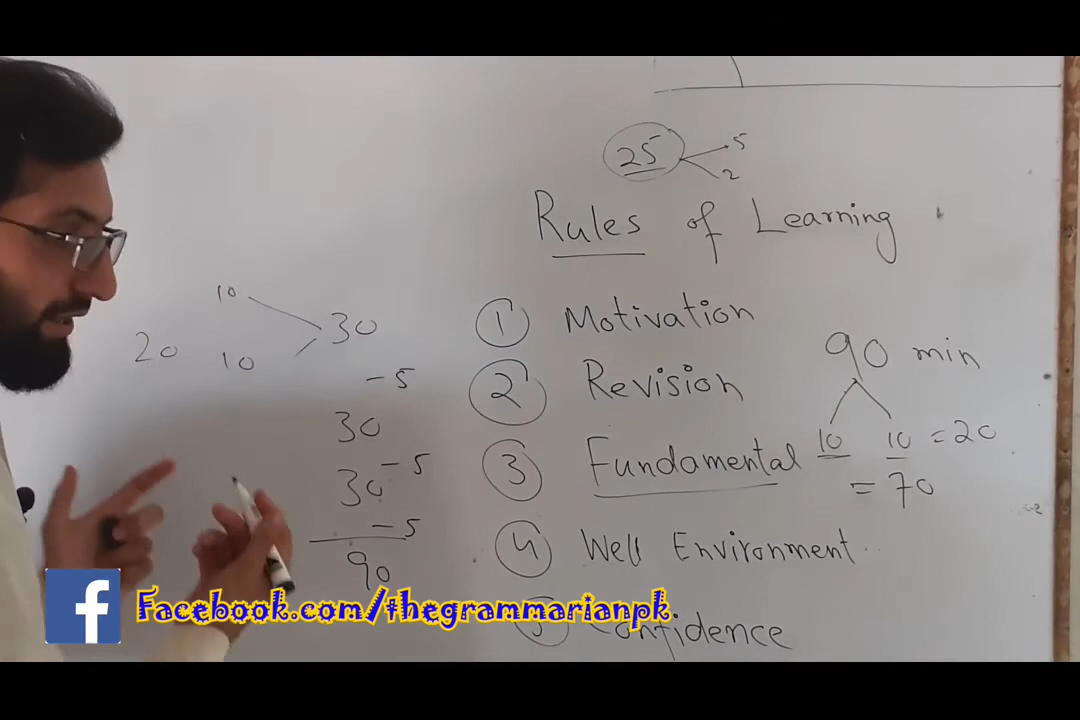 25 5
2
Rules of Learning
10
30
20 10
- 5
30
- 5
30
- 5
90
1 Motivation
2 Revision
3 Fundamental
4 Well Environment
5 Confidence
90 min
10 10 = 20
= 70
f Facebook.com/thegrammarianpk